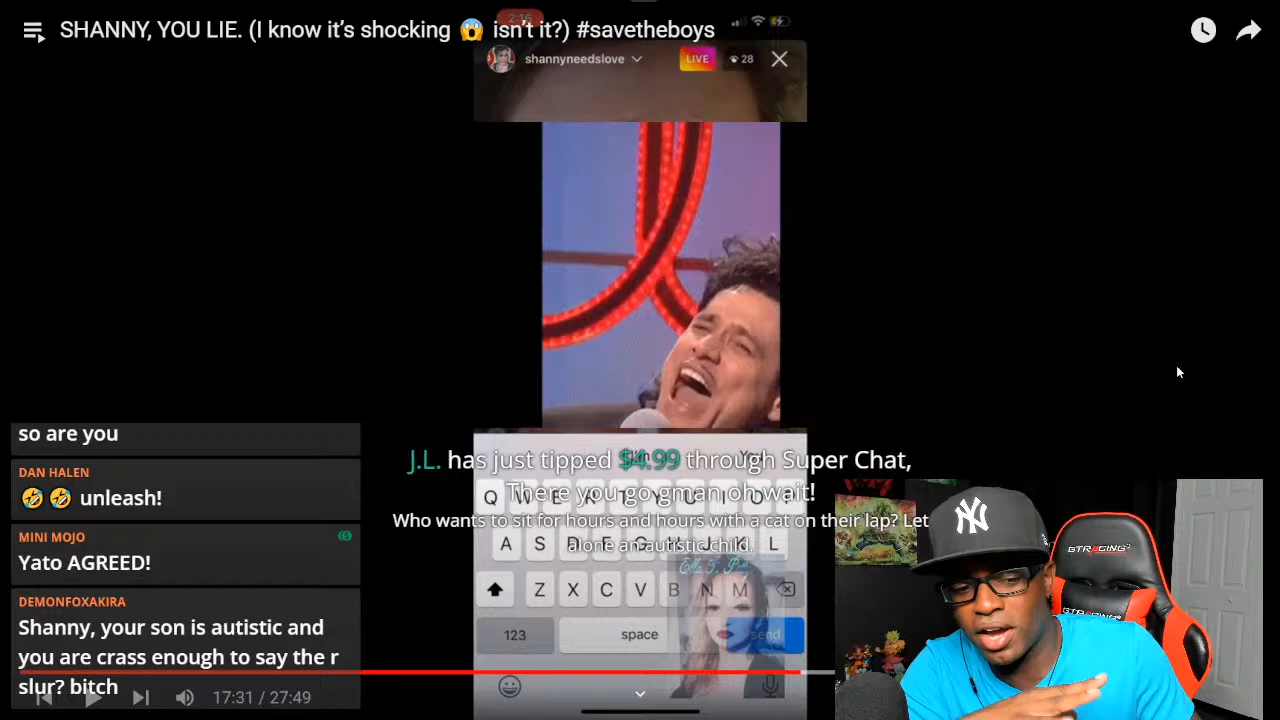 SHANNY, YOU LIE. (I know it's shocking 😱 isn't it?) #savetheboys
2:16
shannyneedslove
LIVE
28
so are you
DAN HALEN
🤣 🤣 unleash!
MINI MOJO
Yato AGREED!
DEMONFOXAKIRA
Shanny, your son is autistic and
you are crass enough to say the r
slur? bitch
17:31 / 27:49
J.L. has just tipped $4.99 through Super Chat,
There you go gman oh wait!
Who wants to sit for hours and hours with a cat on their lap? Let
alone an autistic child.
Q W E R T Y U I O P
A S D F G H J K L
Z X C V B N M
123
space
send
GTRACING
GTRACING